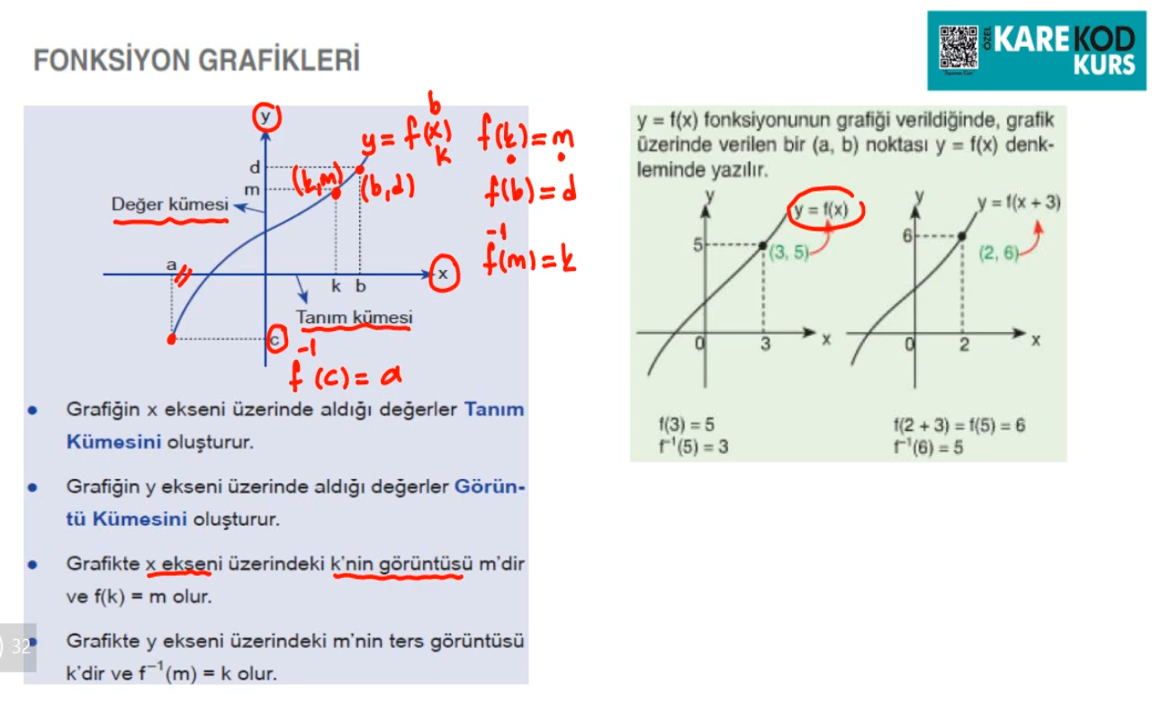 FONKSİYON GRAFİKLERİ
ÖZEL
KAREKOD
KURS
y
b
y = f(x)
k
f(k) = m
d
m
(k,m)
(b,d)
f(b) = d
Değer kümesi
f⁻¹(m) = k
a
x
k b
Tanım kümesi
c
f⁻¹(c) = a
• Grafiğin x ekseni üzerinde aldığı değerler Tanım
Kümesini oluşturur.
• Grafiğin y ekseni üzerinde aldığı değerler Görün-
tü Kümesini oluşturur.
• Grafikte x ekseni üzerindeki k'nin görüntüsü m'dir
ve f(k) = m olur.
• Grafikte y ekseni üzerindeki m'nin ters görüntüsü
k'dir ve f⁻¹(m) = k olur.
32
y = f(x) fonksiyonunun grafiği verildiğinde, grafik
üzerinde verilen bir (a, b) noktası y = f(x) denk-
leminde yazılır.
y
y = f(x)
5
(3, 5)
0
3
x
f(3) = 5
f⁻¹(5) = 3
y
y = f(x + 3)
6
(2, 6)
0
2
x
f(2 + 3) = f(5) = 6
f⁻¹(6) = 5